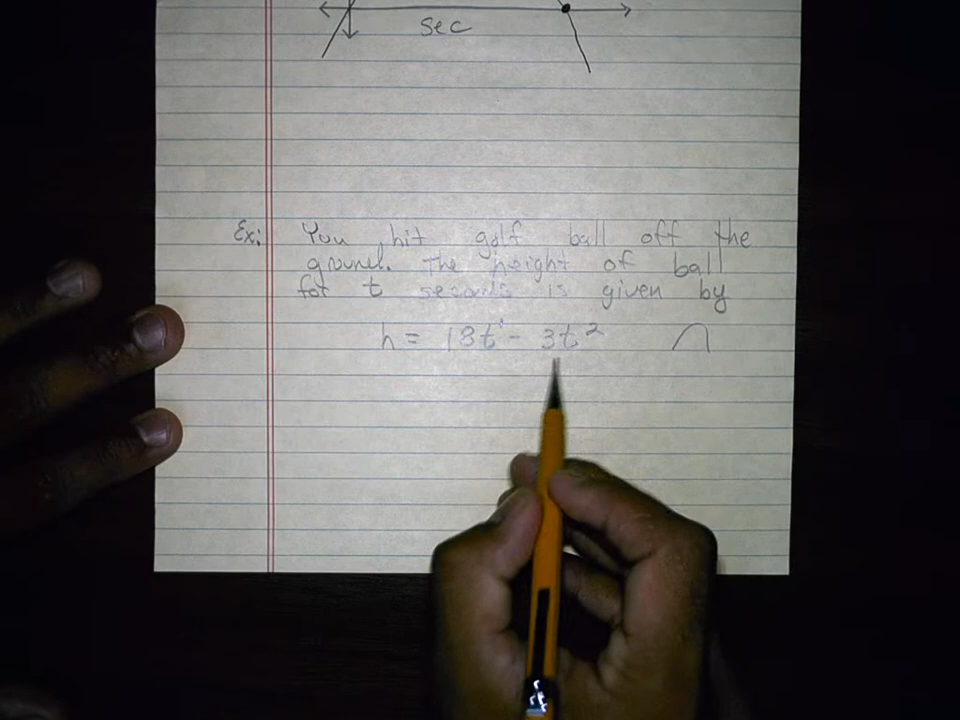 sec
Ex: You hit golf ball off the
ground. The height of ball
for t seconds is given by
h = 18t - 3t²